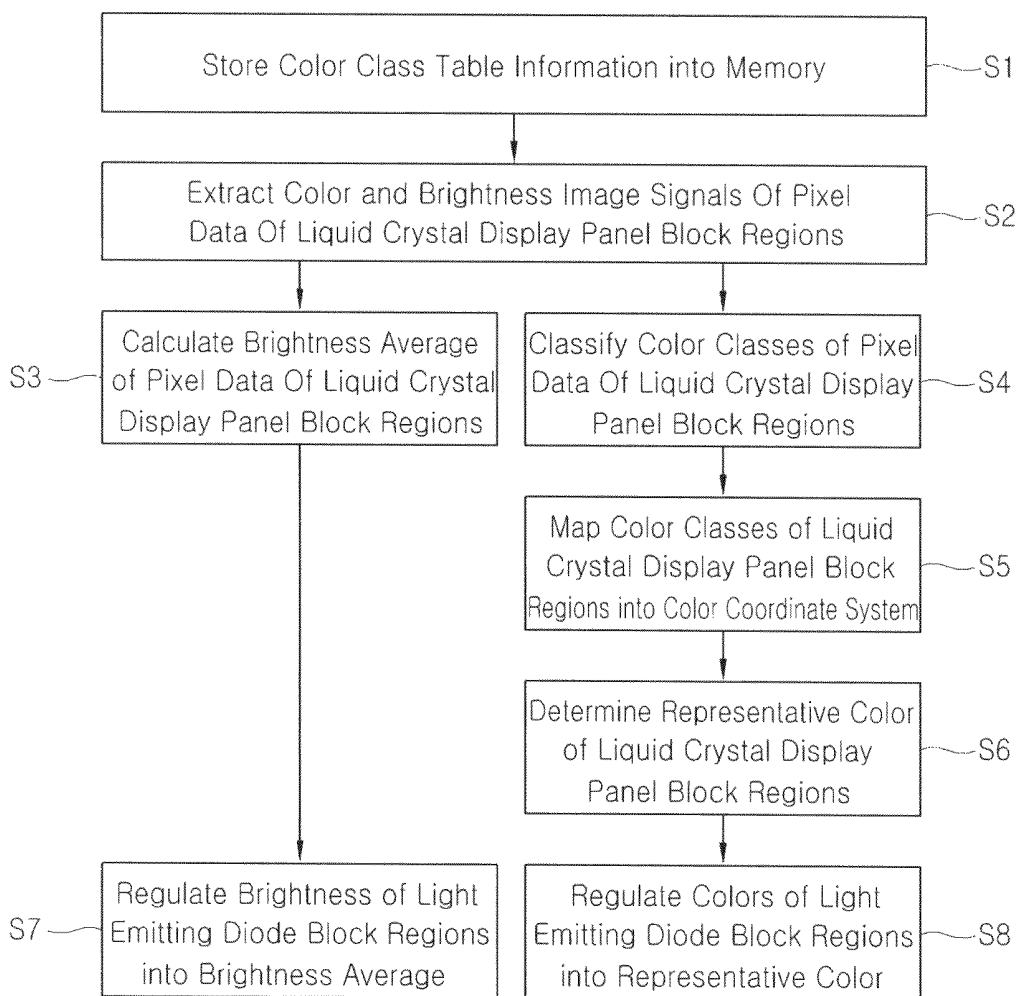 Store Color Class Table Information into Memory
S1
Extract Color and Brightness Image Signals Of Pixel
Data Of Liquid Crystal Display Panel Block Regions
S2
Calculate Brightness Average
of Pixel Data Of Liquid Crystal
Display Panel Block Regions
S3
Classify Color Classes of Pixel
Data Of Liquid Crystal Display
Panel Block Regions
S4
Map Color Classes of Liquid
Crystal Display Panel Block
Regions into Color Coordinate System
S5
Determine Representative Color
of Liquid Crystal Display
Panel Block Regions
S6
Regulate Brightness of Light
Emitting Diode Block Regions
into Brightness Average
S7
Regulate Colors of Light
Emitting Diode Block Regions
into Representative Color
S8